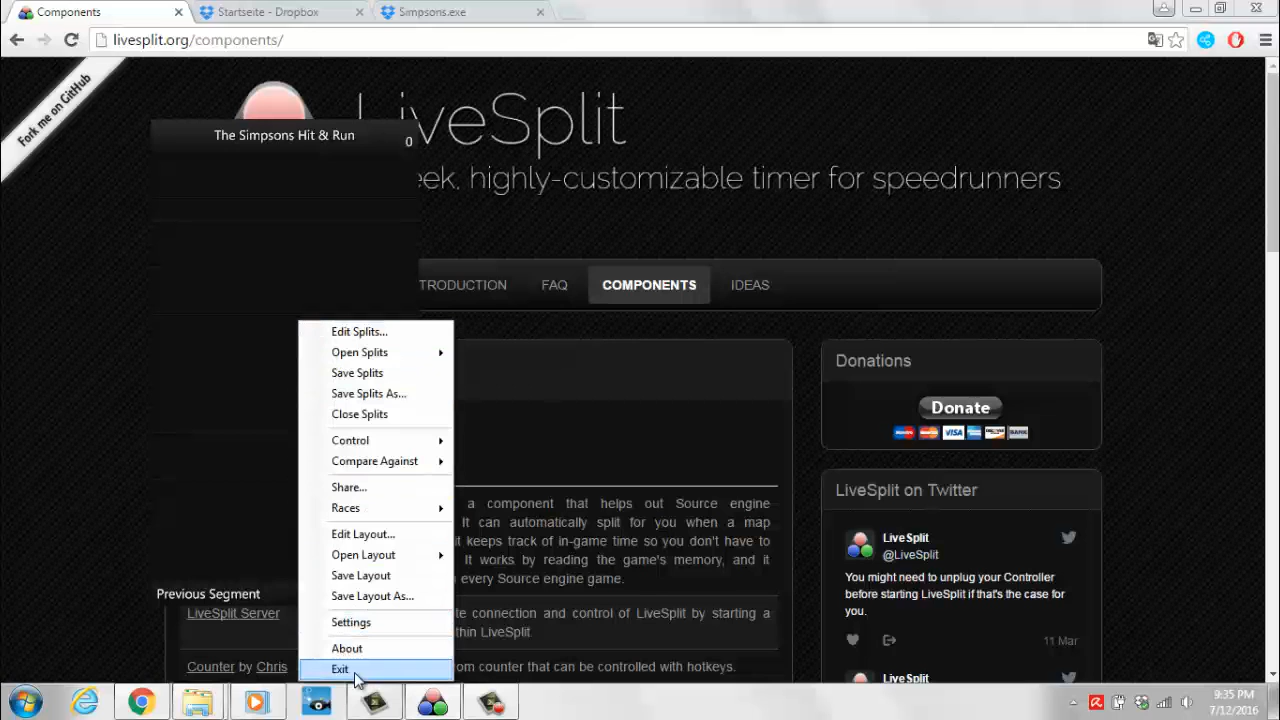 Components
Startseite - Dropbox
Simpsons.exe
livesplit.org/components/
Fork me on GitHub
LiveSplit
The Simpsons Hit & Run
0
eek, highly-customizable timer for speedrunners
TRODUCTION
FAQ
COMPONENTS
IDEAS
Edit Splits...
Open Splits
Save Splits
Save Splits As...
Close Splits
Control
Compare Against
Share...
Races
Edit Layout...
Open Layout
Save Layout
Save Layout As...
Settings
About
Exit
a component that helps out Source engine
It can automatically split for you when a map
it keeps track of in-game time so you don't have to
It works by reading the game's memory, and it
every Source engine game.
Previous Segment
LiveSplit Server
te connection and control of LiveSplit by starting a
thin LiveSplit
Counter by Chris
om counter that can be controlled with hotkeys.
Donations
Donate
VISA
BANK
LiveSplit on Twitter
LiveSplit
@LiveSplit
You might need to unplug your Controller
before starting LiveSplit if that's the case for
you.
11 Mar
LiveSplit
9:35 PM
7/12/2016